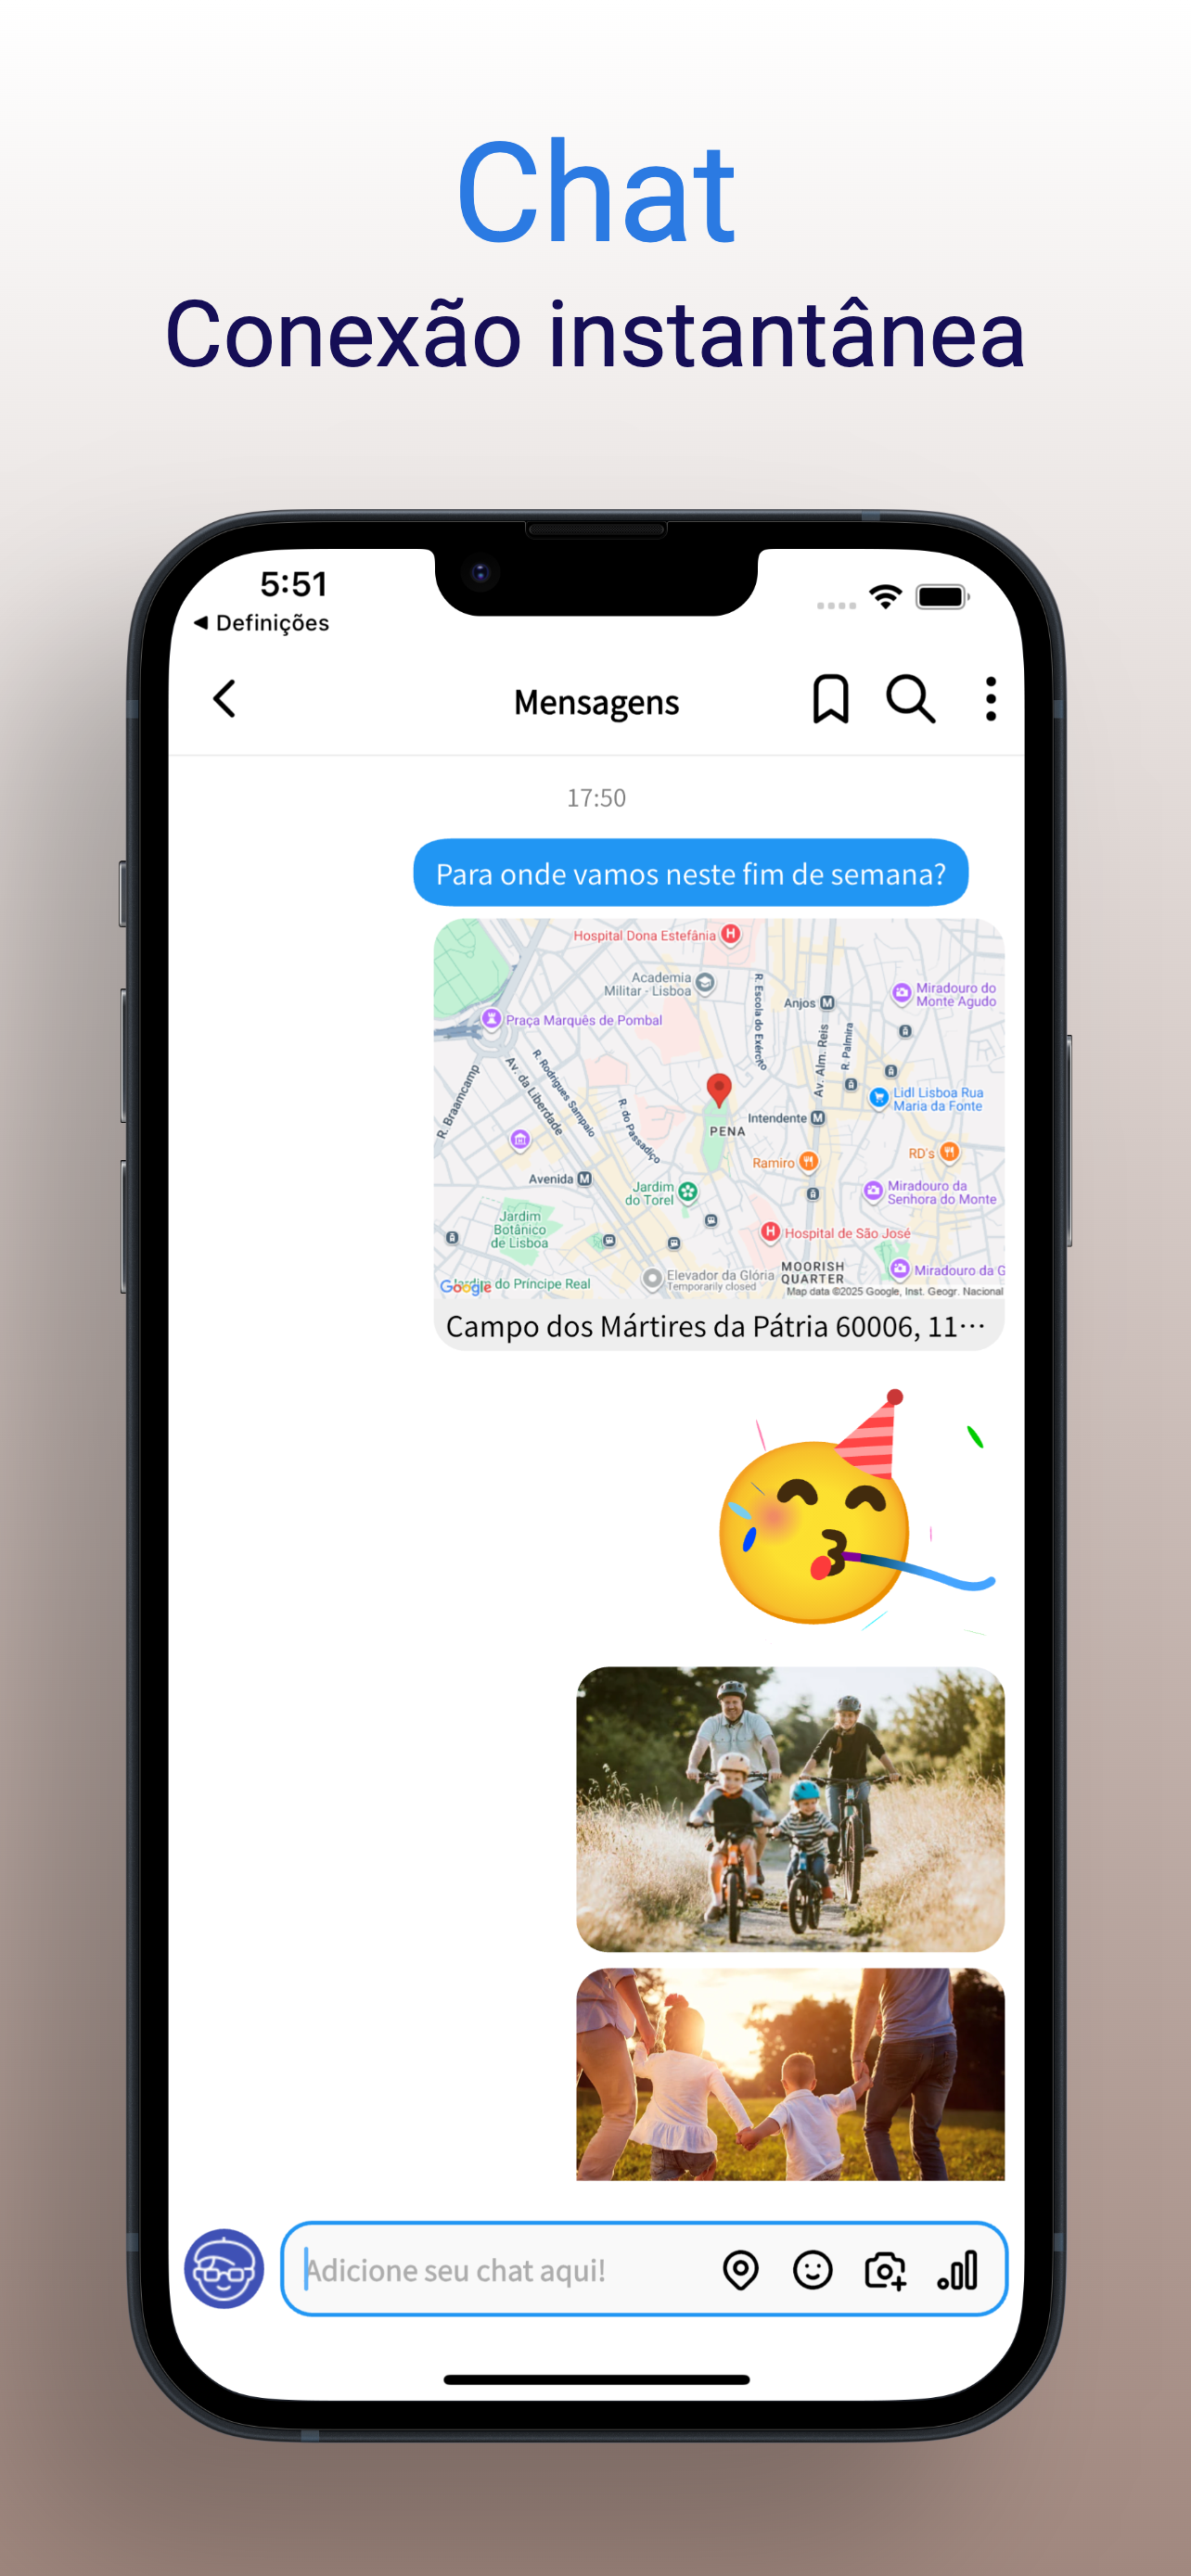 Chat
Conexão instantânea
5:51
Definições
Mensagens
17:50
Para onde vamos neste fim de semana?
Hospital Dona Estefânia
Academia
Militar - Lisboa
R. Escola do Exército
Anjos
Miradouro do
Monte Agudo
Praça Marquês de Pombal
Av. Alm. Reis
R. Palmira
R. Braamcamp
Av. da Liberdade
R. Rodrigues Sampaio
R. do Passadiço
Lidl Lisboa Rua
Maria da Fonte
Intendente
PENA
Ramiro
RD's
Avenida
Jardim
do Torel
Miradouro da
Senhora do Monte
Jardim
Botânico
de Lisboa
Hospital de São José
MOORISH
QUARTER
Miradouro da G
Elevador da Glória
Temporarily closed
Jardim do Príncipe Real
Google
Map data ©2025 Google, Inst. Geogr. Nacional
Campo dos Mártires da Pátria 60006, 11···
Adicione seu chat aqui!